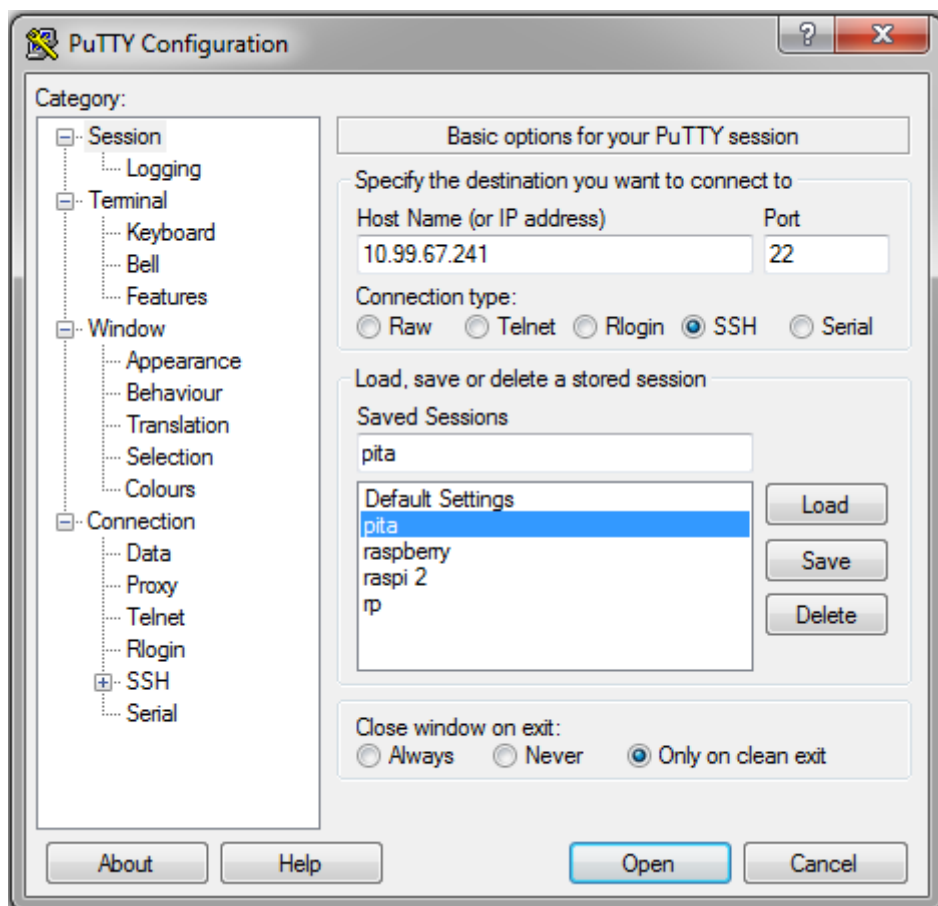 PuTTY Configuration
Category:
Session
Logging
Terminal
Keyboard
Bell
Features
Window
Appearance
Behaviour
Translation
Selection
Colours
Connection
Data
Proxy
Telnet
Rlogin
SSH
Serial
Basic options for your PuTTY session
Specify the destination you want to connect to
Host Name (or IP address) Port
10.99.67.241 22
Connection type:
Raw Telnet Rlogin SSH Serial
Load, save or delete a stored session
Saved Sessions
pita
Default Settings
pita
raspberry
raspi 2
rp
Load
Save
Delete
Close window on exit:
Always Never Only on clean exit
About Help Open Cancel